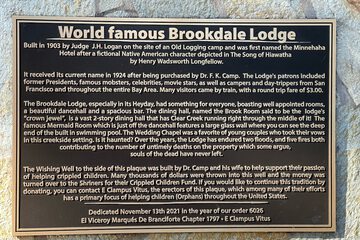 World famous Brookdale Lodge
Built in 1903 by Judge J.H. Logan on the site of an Old Logging camp and was first named the Minnehaha
Hotel after a fictional Native American character depicted in The Song of Hiawatha
by Henry Wadsworth Longfellow.
It received its current name in 1924 after being purchased by Dr. F. K. Camp. The Lodge's patrons included
former Presidents, famous mobsters, celebrities, movie stars, as well as campers and day-trippers from San
Francisco and throughout the entire Bay Area. Many visitors came by train, with a round trip fare of $3.00.
The Brookdale Lodge, especially in its Heyday, had something for everyone, boasting well appointed rooms,
a beautiful dancehall and a spacious bar. The dining hall, named the Brook Room said to be the lodge's
"crown jewel", is a vast 2-story dining hall that has Clear Creek running right through the middle of it! The
famous Mermaid Room which is just off the dancehall features a large glass wall where you can see the deep
end of the built in swimming pool. The Wedding Chapel was a favorite of young couples who took their vows
in this creekside setting. Is it haunted? Over the years, the Lodge has endured two floods, and five fires both
contributing to the number of untimely deaths on the property which some argue,
souls of the dead have never left.
The Wishing Well to the side of this plaque was built by Dr. Camp and his wife to help support their passion
of helping crippled children. Many thousands of dollars were thrown into this well and the money was
turned over to the Shriners for their Crippled Children Fund. If you would like to continue this tradition by
donating, you can contact E Clampus Vitus, the erectors of this plaque, which among many of their efforts
has a primary focus of helping children (Orphans) throughout the United States.
Dedicated November 13th 2021 in the year of our order 6026
El Viceroy Marqués De Branciforte Chapter 1797 • E Clampus Vitus